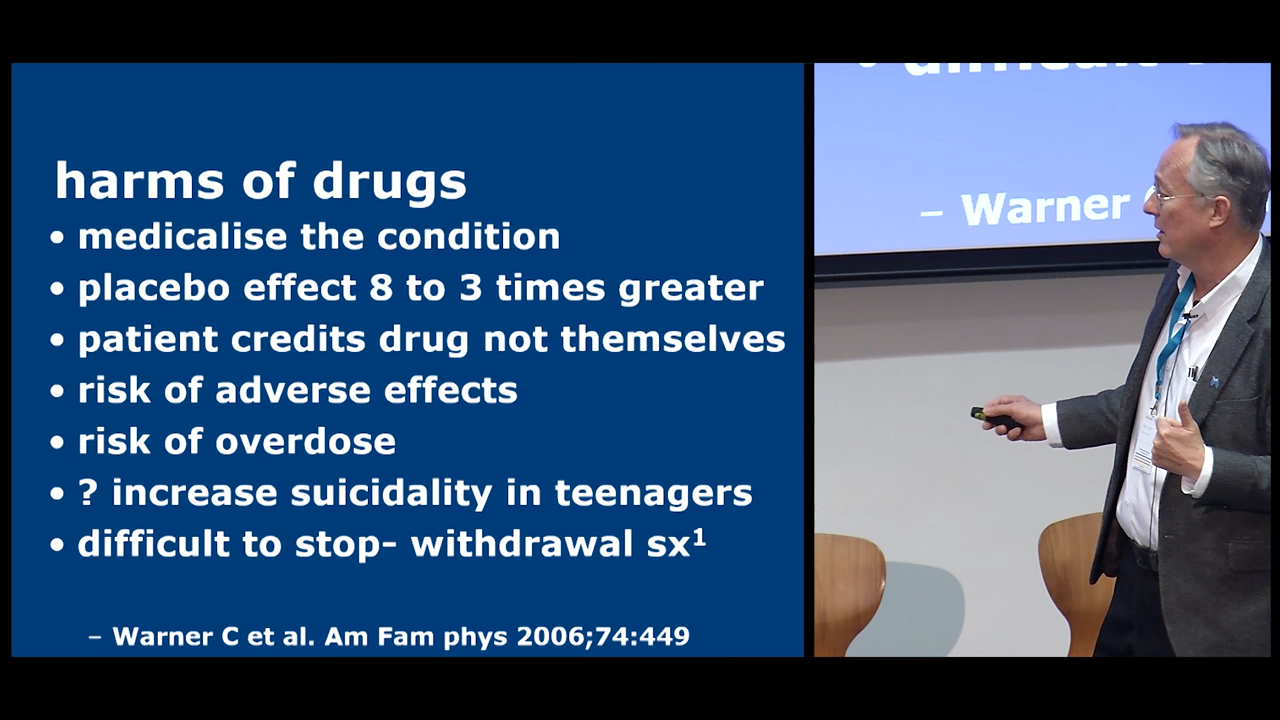 harms of drugs
• medicalise the condition
• placebo effect 8 to 3 times greater
• patient credits drug not themselves
• risk of adverse effects
• risk of overdose
• ? increase suicidality in teenagers
• difficult to stop- withdrawal sx¹
– Warner C et al. Am Fam phys 2006;74:449
difficult
– Warner